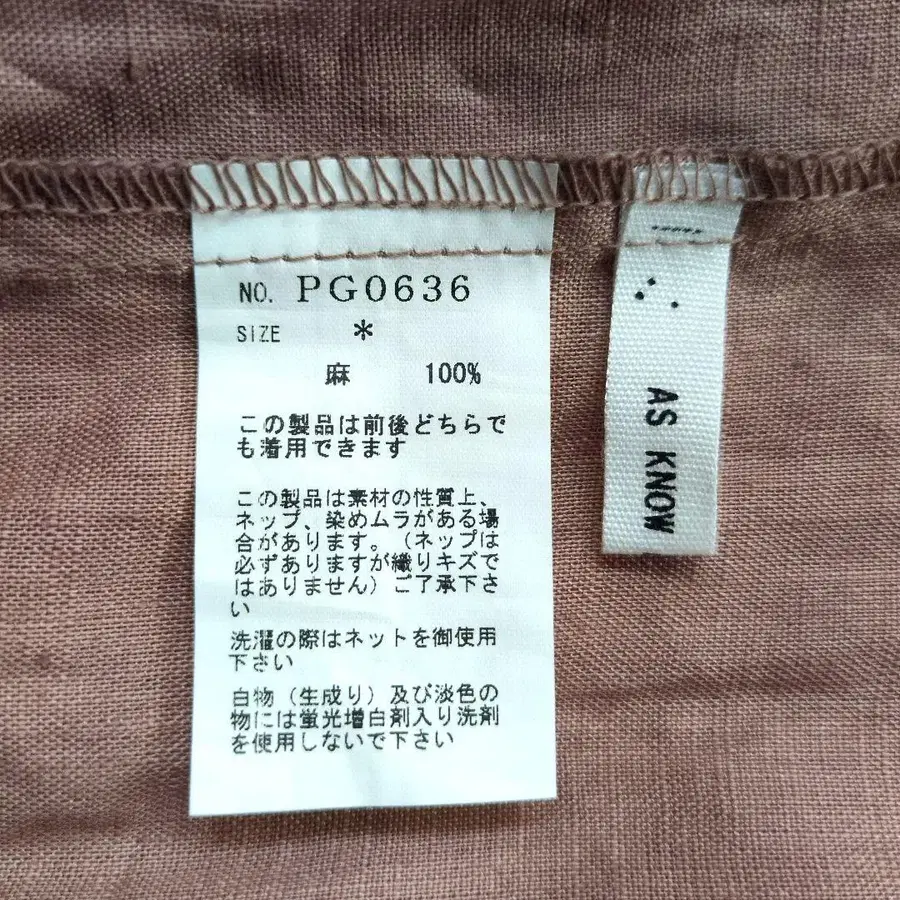 NO. PG0636
SIZE *
麻 100%
この製品は前後どちらで
も着用できます
この製品は素材の性質上、
ネップ、染めムラがある場
合があります。（ネップは
必ずありますが織りキズで
はありません）ご了承下さ
い
洗濯の際はネットを御使用
下さい
白物（生成り）及び淡色の
物には蛍光増白剤入り洗剤
を使用しないで下さい
AS KNOW